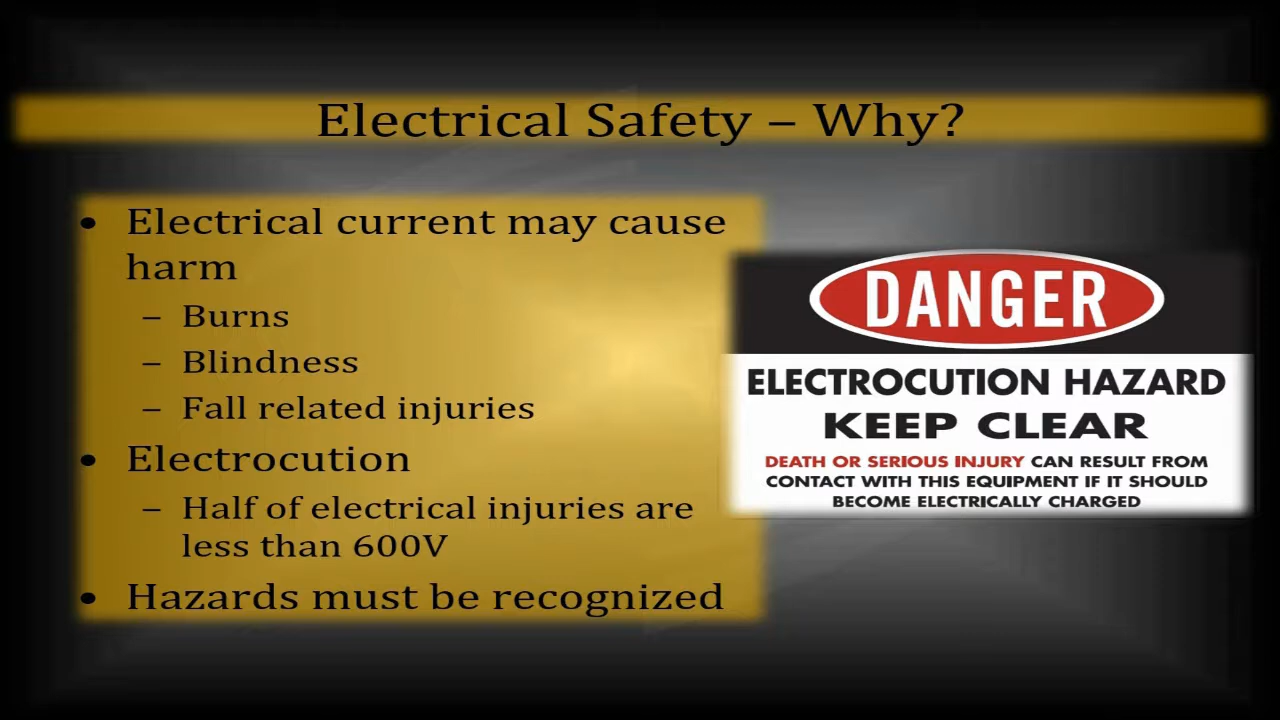 Electrical Safety – Why?
• Electrical current may cause
harm
– Burns
– Blindness
– Fall related injuries
• Electrocution
– Half of electrical injuries are
less than 600V
• Hazards must be recognized
DANGER
ELECTROCUTION HAZARD
KEEP CLEAR
DEATH OR SERIOUS INJURY CAN RESULT FROM
CONTACT WITH THIS EQUIPMENT IF IT SHOULD
BECOME ELECTRICALLY CHARGED